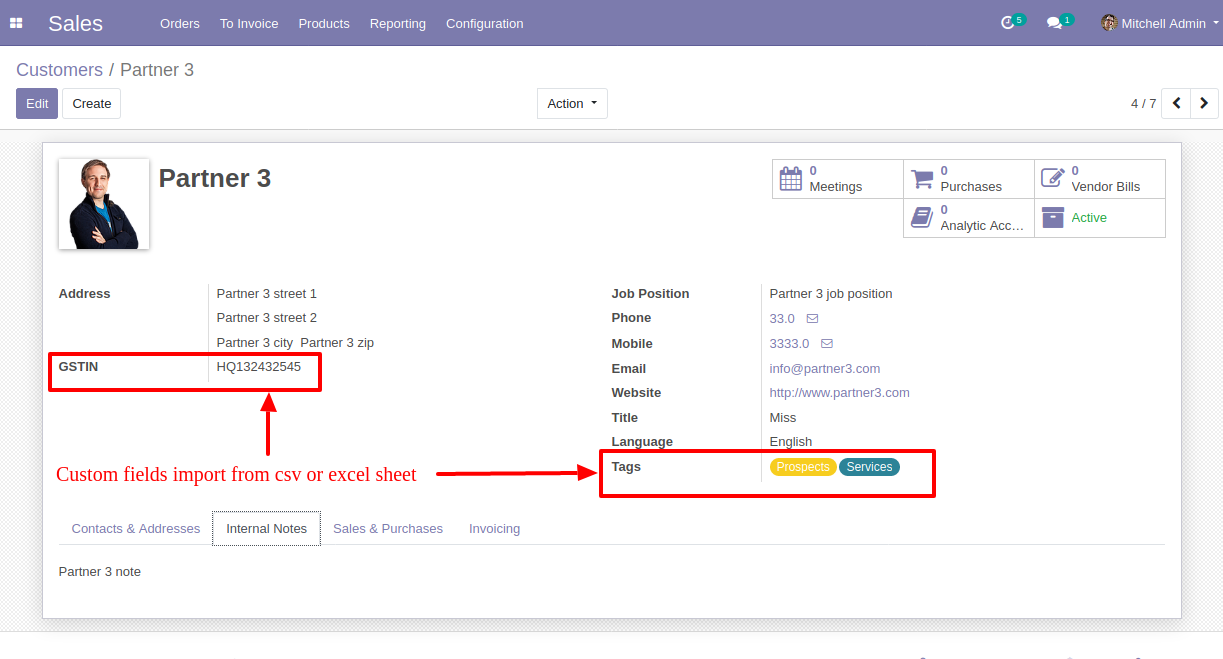 Sales Orders To Invoice Products Reporting Configuration 5 1 Mitchell Admin
Customers / Partner 3
Edit Create Action 4 / 7
Partner 3
0 Meetings
0 Purchases
0 Vendor Bills
0 Analytic Acc...
Active
Address Partner 3 street 1
Partner 3 street 2
Partner 3 city Partner 3 zip
GSTIN HQ132432545
Job Position Partner 3 job position
Phone 33.0
Mobile 3333.0
Email info@partner3.com
Website http://www.partner3.com
Title Miss
Language English
Tags Prospects Services
Custom fields import from csv or excel sheet
Contacts & Addresses Internal Notes Sales & Purchases Invoicing
Partner 3 note